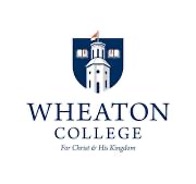 WHEATON
COLLEGE
For Christ & His Kingdom